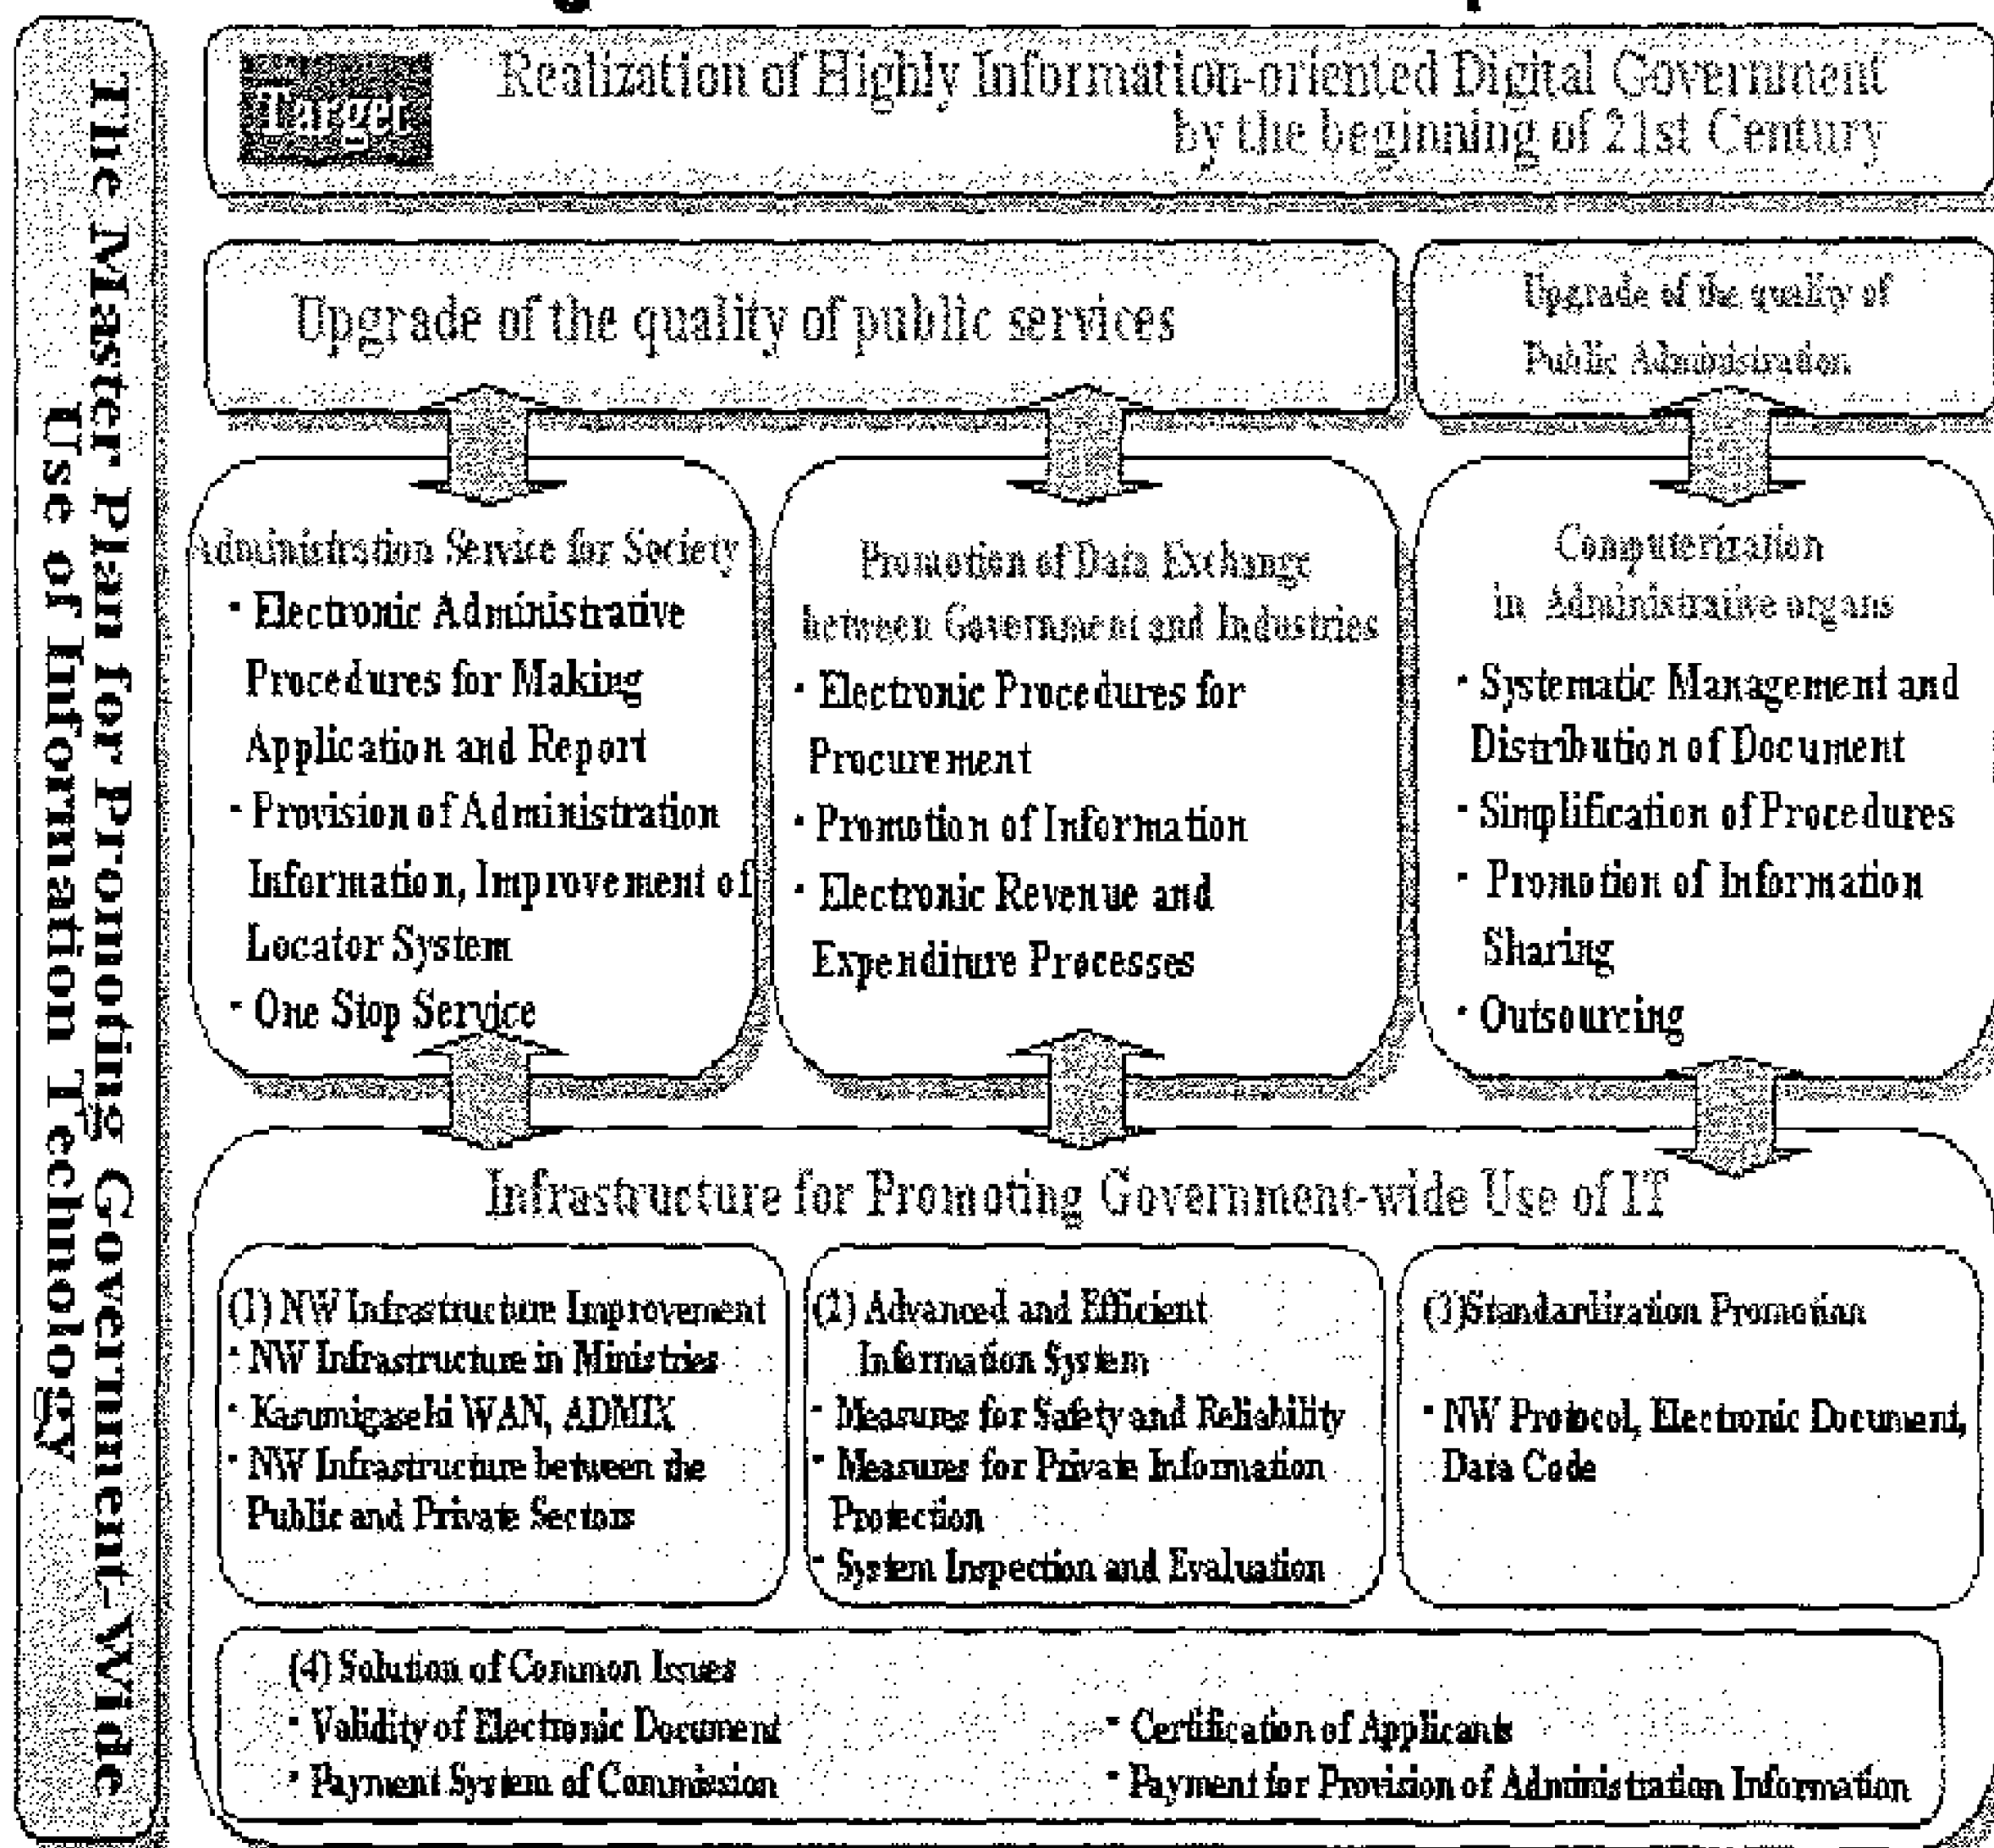 The Master Plan for Promoting Government-Wide
Use of Information Technology
Target
Realization of Highly Information-oriented Digital Government
by the beginning of 21st Century
Upgrade of the quality of public services
Upgrade of the quality of
Public Administration
Administration Service for Society
· Electronic Administrative
Procedures for Making
Application and Report
· Provision of Administration
Information, Improvement of
Locator System
· One Stop Service
Promotion of Data Exchange
between Government and Industries
· Electronic Procedures for
Procurement
· Promotion of Information
· Electronic Revenue and
Expenditure Processes
Computerization
in Administrative organs
· Systematic Management and
Distribution of Document
· Simplification of Procedures
· Promotion of Information
Sharing
· Outsourcing
Infrastructure for Promoting Government-wide Use of IT
(1) NW Infrastructure Improvement
· NW Infrastructure in Ministries
· Kasumigaseki WAN, ADMIX
· NW Infrastructure between the
Public and Private Sectors
(2) Advanced and Efficient
Information System
· Measures for Safety and Reliability
· Measures for Private Information
Protection
· System Inspection and Evaluation
(3)Standardization Promotion
· NW Protocol, Electronic Document,
Data Code
(4) Solution of Common Issues
· Validity of Electronic Document
· Payment System of Commission
· Certification of Applicants
· Payment for Provision of Administration Information